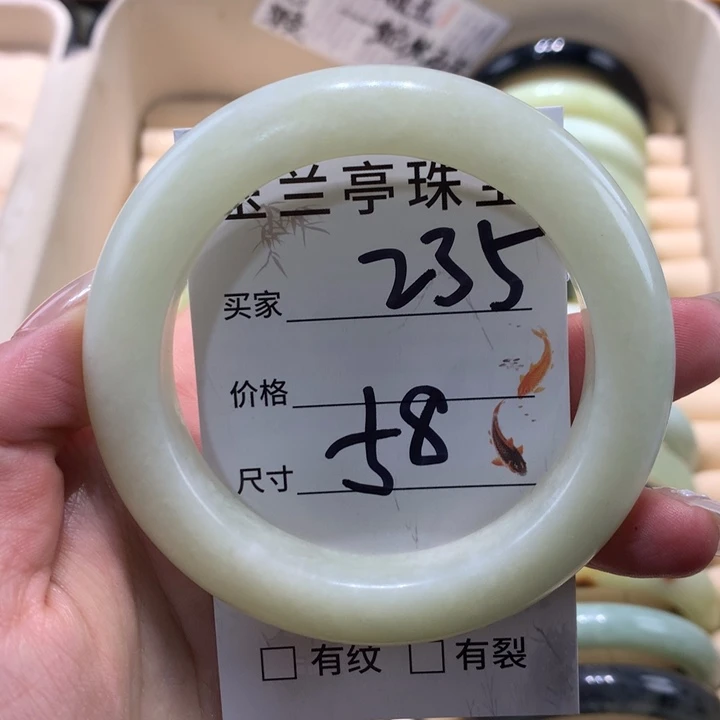 兰亭珠
买家 235
价格
尺寸 58
□ 有纹 □ 有裂